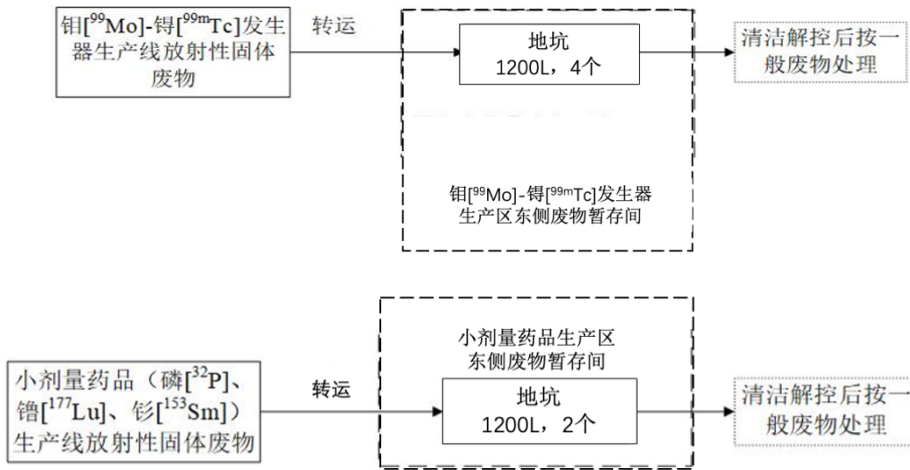 钼[⁹⁹Mo]-锝[⁹⁹ᵐTc]发生
器生产线放射性固体
废物
转运
地坑
1200L，4个
清洁解控后按一
般废物处理
钼[⁹⁹Mo]-锝[⁹⁹ᵐTc]发生器
生产区东侧废物暂存间
小剂量药品生产区
东侧废物暂存间
小剂量药品（磷[³²P]、
镥[¹⁷⁷Lu]、钐[¹⁵³Sm]）
生产线放射性固体废物
转运
地坑
1200L，2个
清洁解控后按一
般废物处理